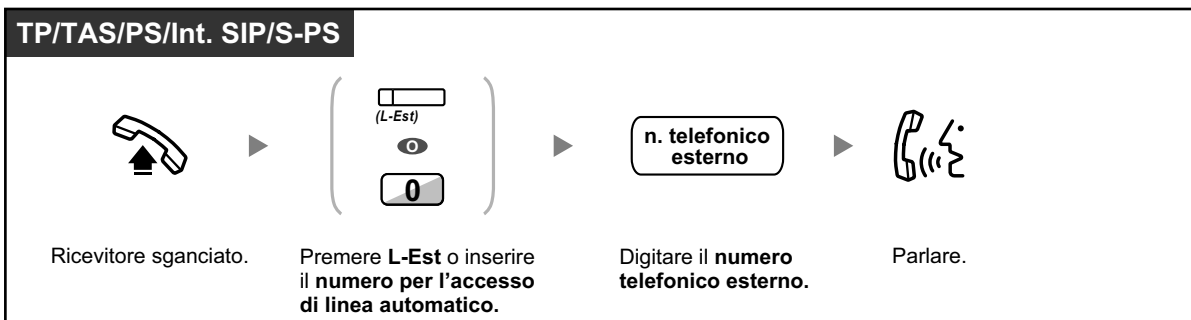 TP/TAS/PS/Int. SIP/S-PS
(L-Est)
O
0
n. telefonico
esterno
Ricevitore sganciato.
Premere L-Est o inserire
il numero per l'accesso
di linea automatico.
Digitare il numero
telefonico esterno.
Parlare.